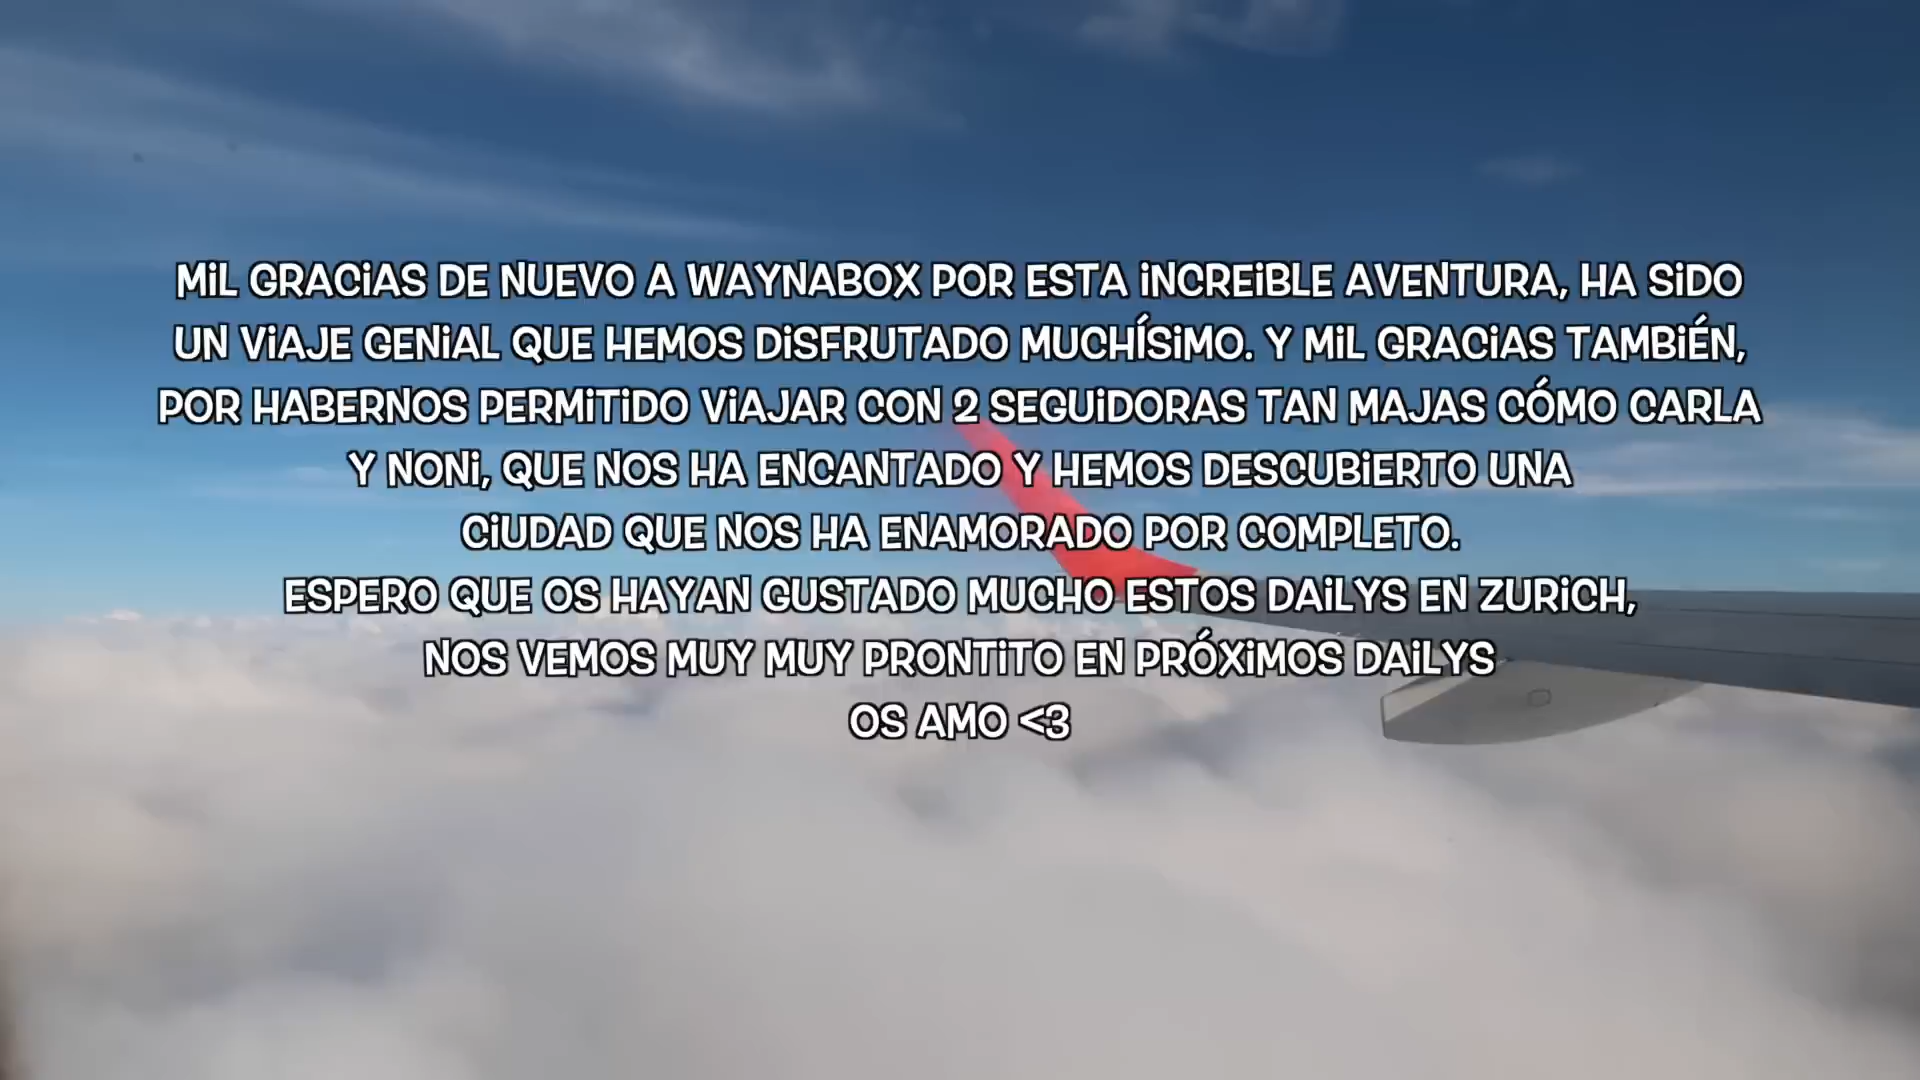 MiL GRACiAS DE NUEVO A WAYNABOX POR ESTA iNCREiBLE AVENTURA, HA SiDO
UN ViAJE GENiAL QUE HEMOS DiSFRUTADO MUCHÍSiMO. Y MiL GRACiAS TAMBiÉN,
POR HABERNOS PERMiTiDO ViAJAR CON 2 SEGUiDORAS TAN MAJAS CÓMO CARLA
Y NONi, QUE NOS HA ENCANTADO Y HEMOS DESCUBiERTO UNA
CiUDAD QUE NOS HA ENAMORADO POR COMPLETO.
ESPERO QUE OS HAYAN GUSTADO MUCHO ESTOS DAiLYS EN ZURiCH,
NOS VEMOS MUY MUY PRONTiTO EN PRÓXiMOS DAiLYS
OS AMO <3